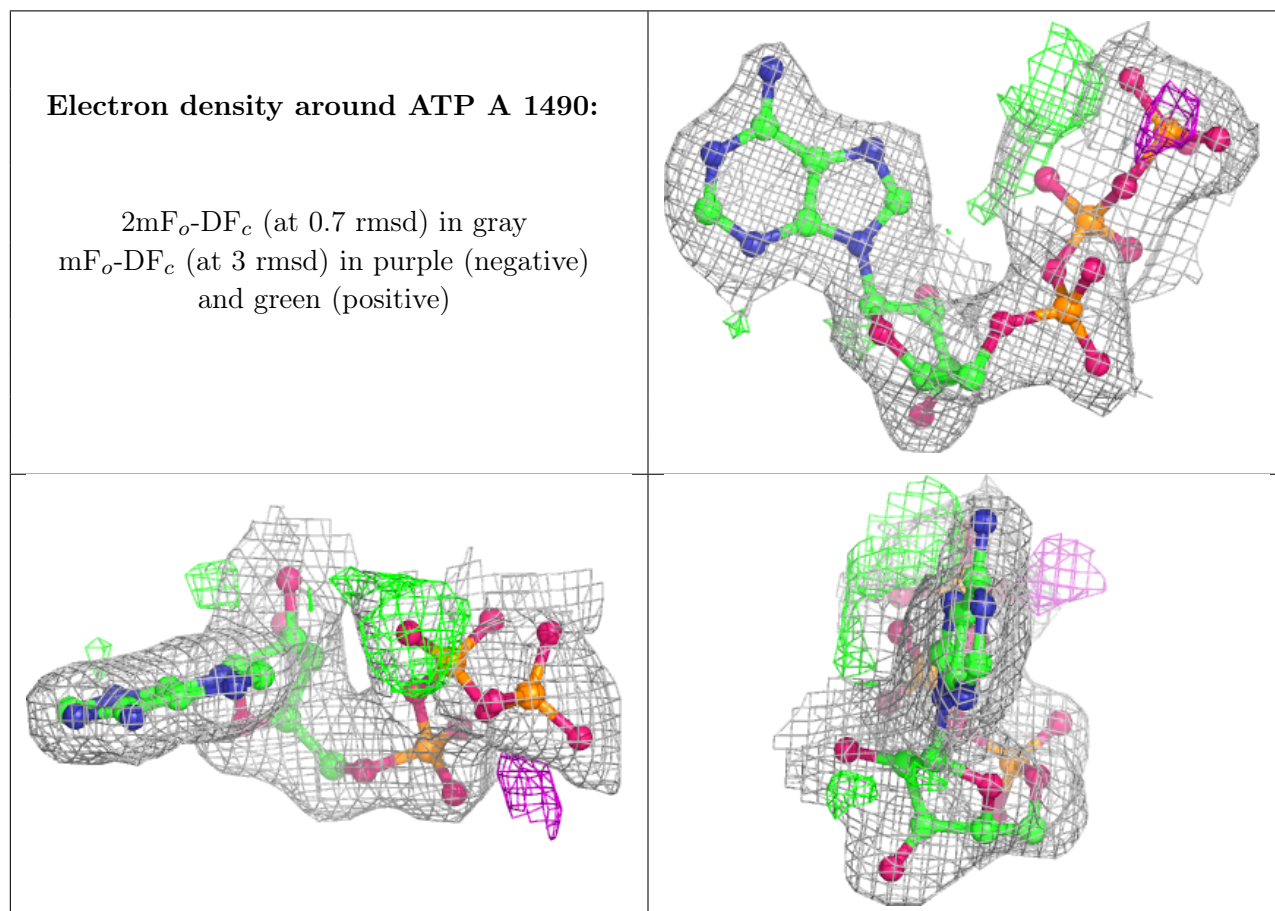 Electron density around ATP A 1490:
2mFo-DFc (at 0.7 rmsd) in gray
mFo-DFc (at 3 rmsd) in purple (negative)
and green (positive)